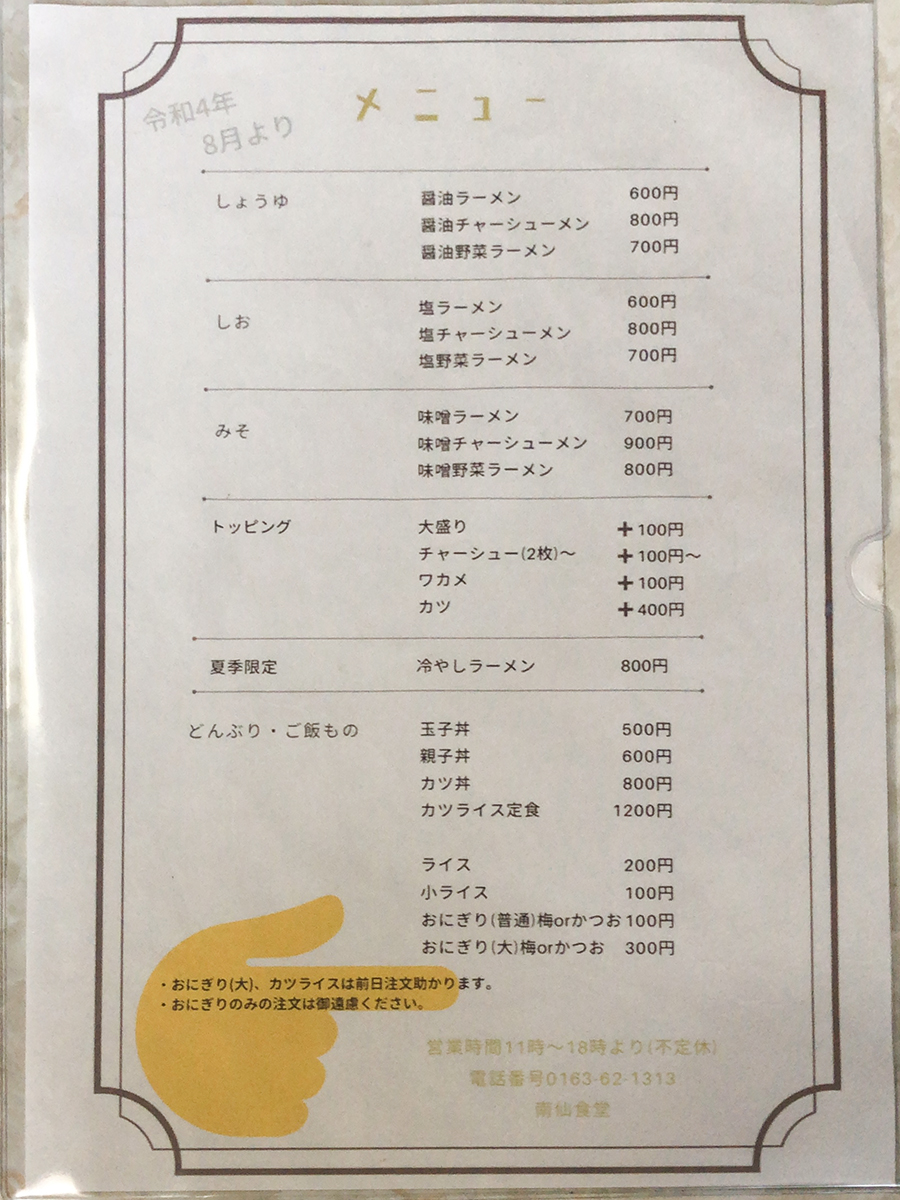 令和4年
8月より
メニュー
しょうゆ
醤油ラーメン 600円
醤油チャーシューメン 800円
醤油野菜ラーメン 700円
しお
塩ラーメン 600円
塩チャーシューメン 800円
塩野菜ラーメン 700円
みそ
味噌ラーメン 700円
味噌チャーシューメン 900円
味噌野菜ラーメン 800円
トッピング
大盛り +100円
チャーシュー(2枚)〜 +100円〜
ワカメ +100円
カツ +400円
夏季限定 冷やしラーメン 800円
どんぶり・ご飯もの
玉子丼 500円
親子丼 600円
カツ丼 800円
カツライス定食 1200円
ライス 200円
小ライス 100円
おにぎり(普通)梅orかつお 100円
おにぎり(大)梅orかつお 300円
・おにぎり(大)、カツライスは前日注文助かります。
・おにぎりのみの注文は御遠慮ください。
営業時間11時〜18時より(不定休)
電話番号0163-62-1313
南仙食堂